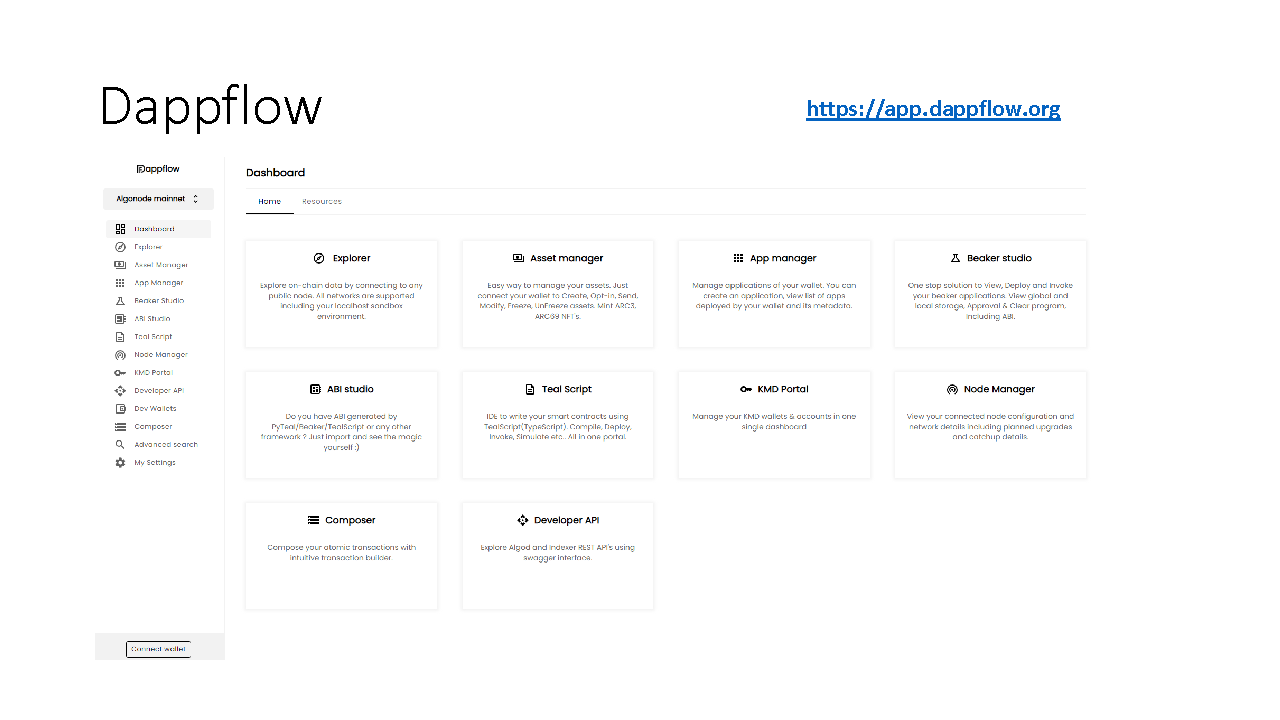 Dappflow
https://app.dappflow.org
Dappflow
Algonode mainnet
Dashboard
Explorer
Asset Manager
App Manager
Beaker Studio
ABI Studio
Teal Script
Node Manager
KMD Portal
Developer API
Dev Wallets
Composer
Advanced search
My Settings
Connect wallet
Dashboard
Home
Resources
Explorer
Explore on-chain data by connecting to any
public node. All networks are supported
including your localhost sandbox
environment.
Asset manager
Easy way to manage your assets. Just
connect your wallet to Create, Opt-in, Send,
Modify, Freeze, UnFreeze assets. Mint ARC3,
ARC69 NFTs.
App manager
Manage applications of your wallet. You can
create an application, view list of apps
deployed by your wallet and its metadata.
Beaker studio
One stop solution to View, Deploy and Invoke
your beaker applications. View global and
local storage, Approval & Clear program,
including ABI.
ABI studio
Do you have ABI generated by
PyTeal/Beaker/TealScript or any other
framework ? Just import and see the magic
yourself :)
Teal Script
IDE to write your smart contracts using
TealScript(TypeScript). Compile, Deploy,
Invoke, Simulate etc.. All in one portal.
KMD Portal
Manage your KMD wallets & accounts in one
single dashboard
Node Manager
View your connected node configuration and
network details including planned upgrades
and catchup details.
Composer
Compose your atomic transactions with
intuitive transaction builder.
Developer API
Explore Algod and Indexer REST API's using
swagger interface.